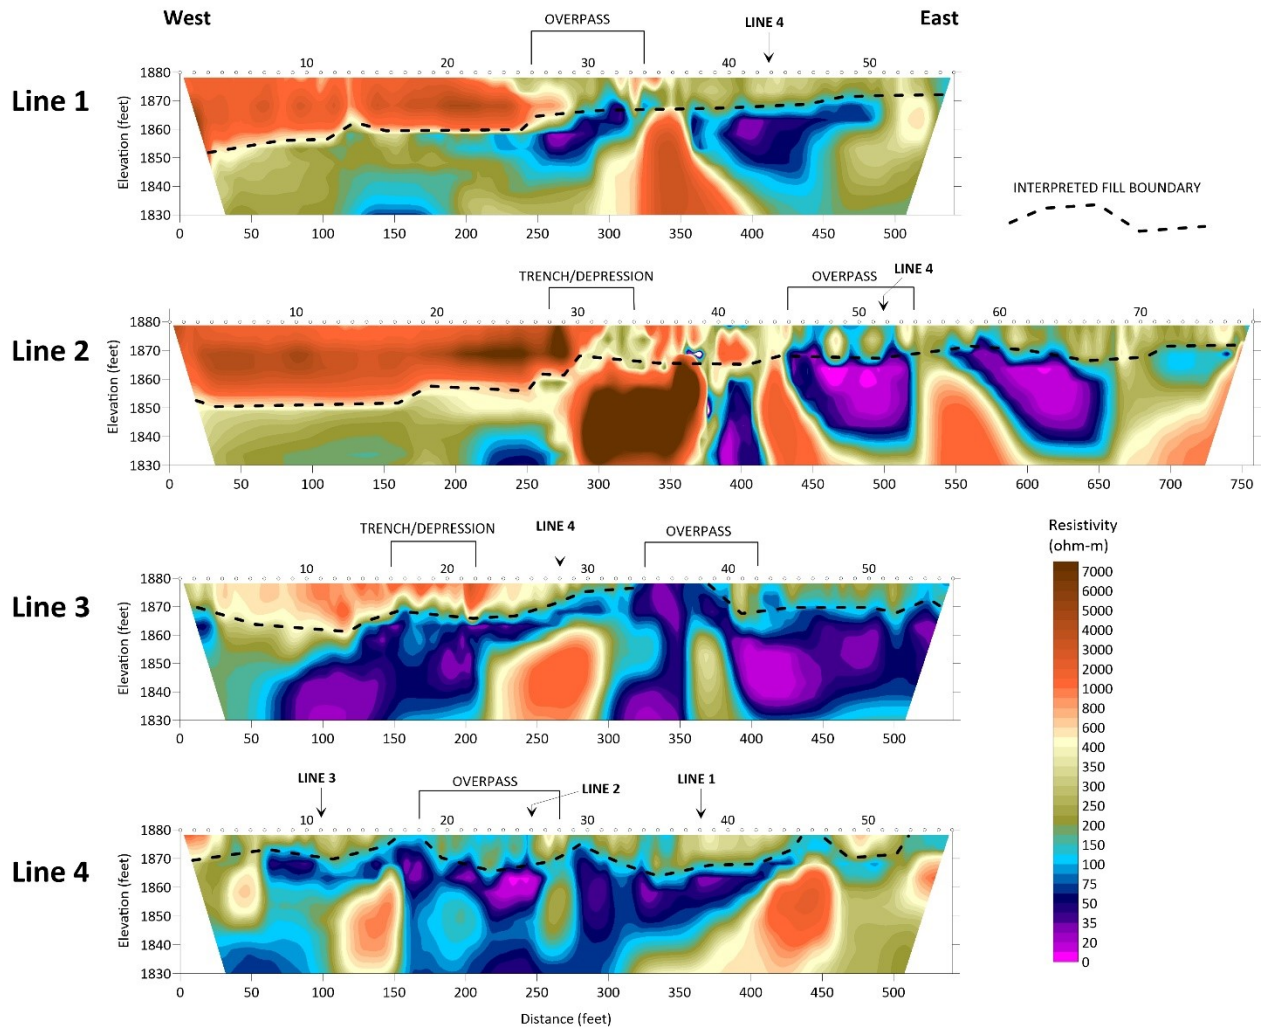 West
OVERPASS
LINE 4
East
10 20 30 40 50
Line 1
Elevation (feet)
1880
1870
1860
1850
1840
1830
0 50 100 150 200 250 300 350 400 450 500
INTERPRETED FILL BOUNDARY
TRENCH/DEPRESSION
OVERPASS
LINE 4
10 20 30 40 50 60 70
Line 2
Elevation (feet)
1880
1870
1860
1850
1840
1830
0 50 100 150 200 250 300 350 400 450 500 550 600 650 700 750
TRENCH/DEPRESSION
LINE 4
OVERPASS
10 20 30 40 50
Line 3
Elevation (feet)
1880
1870
1860
1850
1840
1830
0 50 100 150 200 250 300 350 400 450 500
Resistivity
(ohm-m)
7000
6000
5000
4000
3000
2000
1000
800
600
400
350
300
250
200
150
100
75
50
35
20
0
LINE 3
OVERPASS
LINE 2
LINE 1
10 20 30 40 50
Line 4
Elevation (feet)
1880
1870
1860
1850
1840
1830
0 50 100 150 200 250 300 350 400 450 500
Distance (feet)